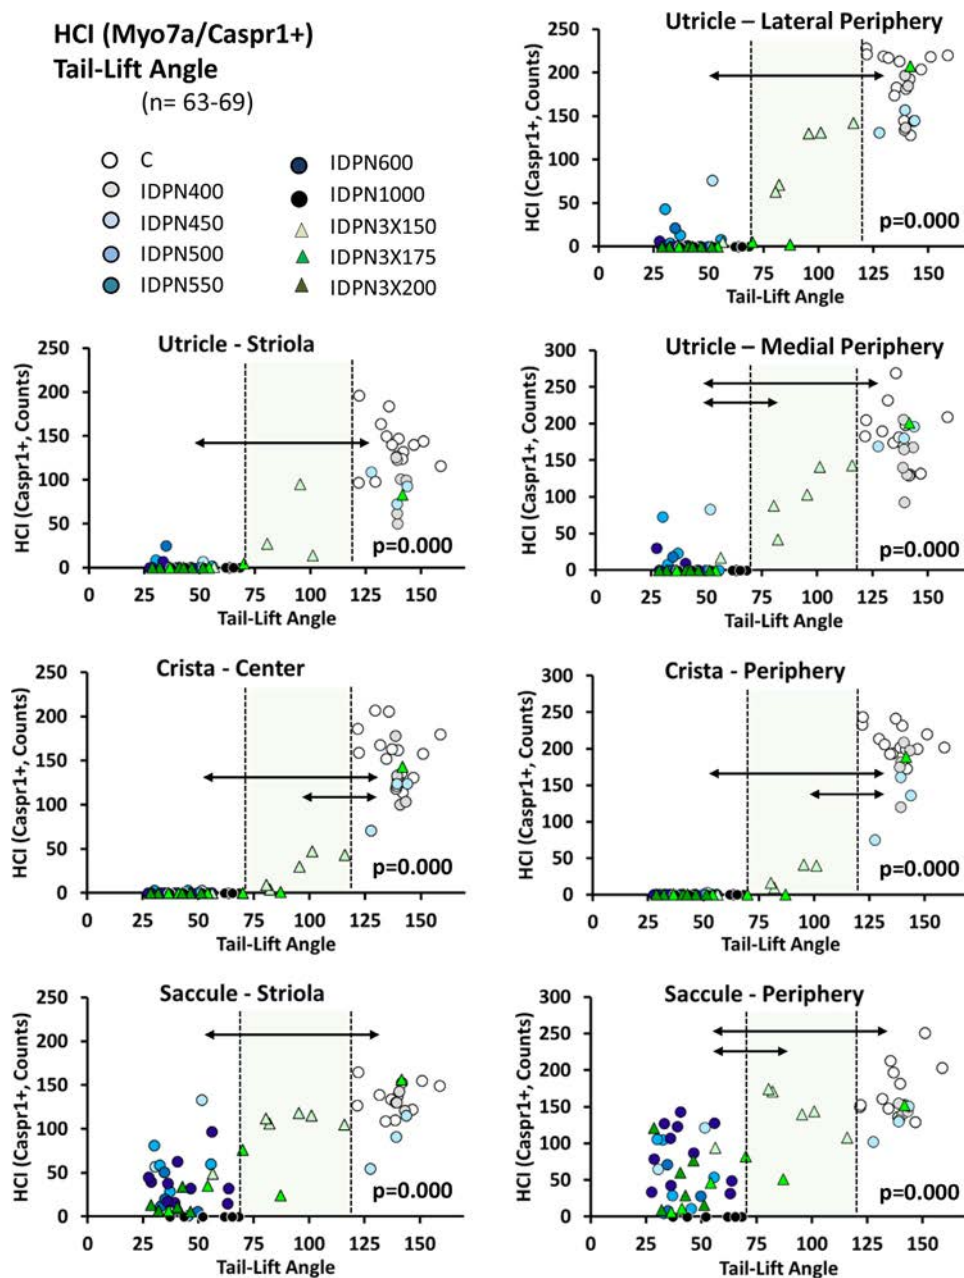 HCI (Myo7a/Caspr1+)
Tail-Lift Angle
(n= 63-69)
C
IDPN400
IDPN450
IDPN500
IDPN550
IDPN600
IDPN1000
IDPN3X150
IDPN3X175
IDPN3X200
Utricle – Lateral Periphery
HCI (Caspr1+, Counts)
250
200
150
100
50
0
p=0.000
0 25 50 75 100 125 150
Tail-Lift Angle
Utricle - Striola
HCI (Caspr1+, Counts)
250
200
150
100
50
0
p=0.000
0 25 50 75 100 125 150
Tail-Lift Angle
Utricle – Medial Periphery
HCI (Caspr1+, Counts)
300
250
200
150
100
50
0
p=0.000
0 25 50 75 100 125 150
Tail-Lift Angle
Crista - Center
HCI (Caspr1+, Counts)
250
200
150
100
50
0
p=0.000
0 25 50 75 100 125 150
Tail-Lift Angle
Crista - Periphery
HCI (Caspr1+, Counts)
300
250
200
150
100
50
0
p=0.000
0 25 50 75 100 125 150
Tail-Lift Angle
Saccule - Striola
HCI (Caspr1+, Counts)
250
200
150
100
50
0
p=0.000
0 25 50 75 100 125 150
Tail-Lift Angle
Saccule - Periphery
HCI (Caspr1+, Counts)
300
250
200
150
100
50
0
p=0.000
0 25 50 75 100 125 150
Tail-Lift Angle